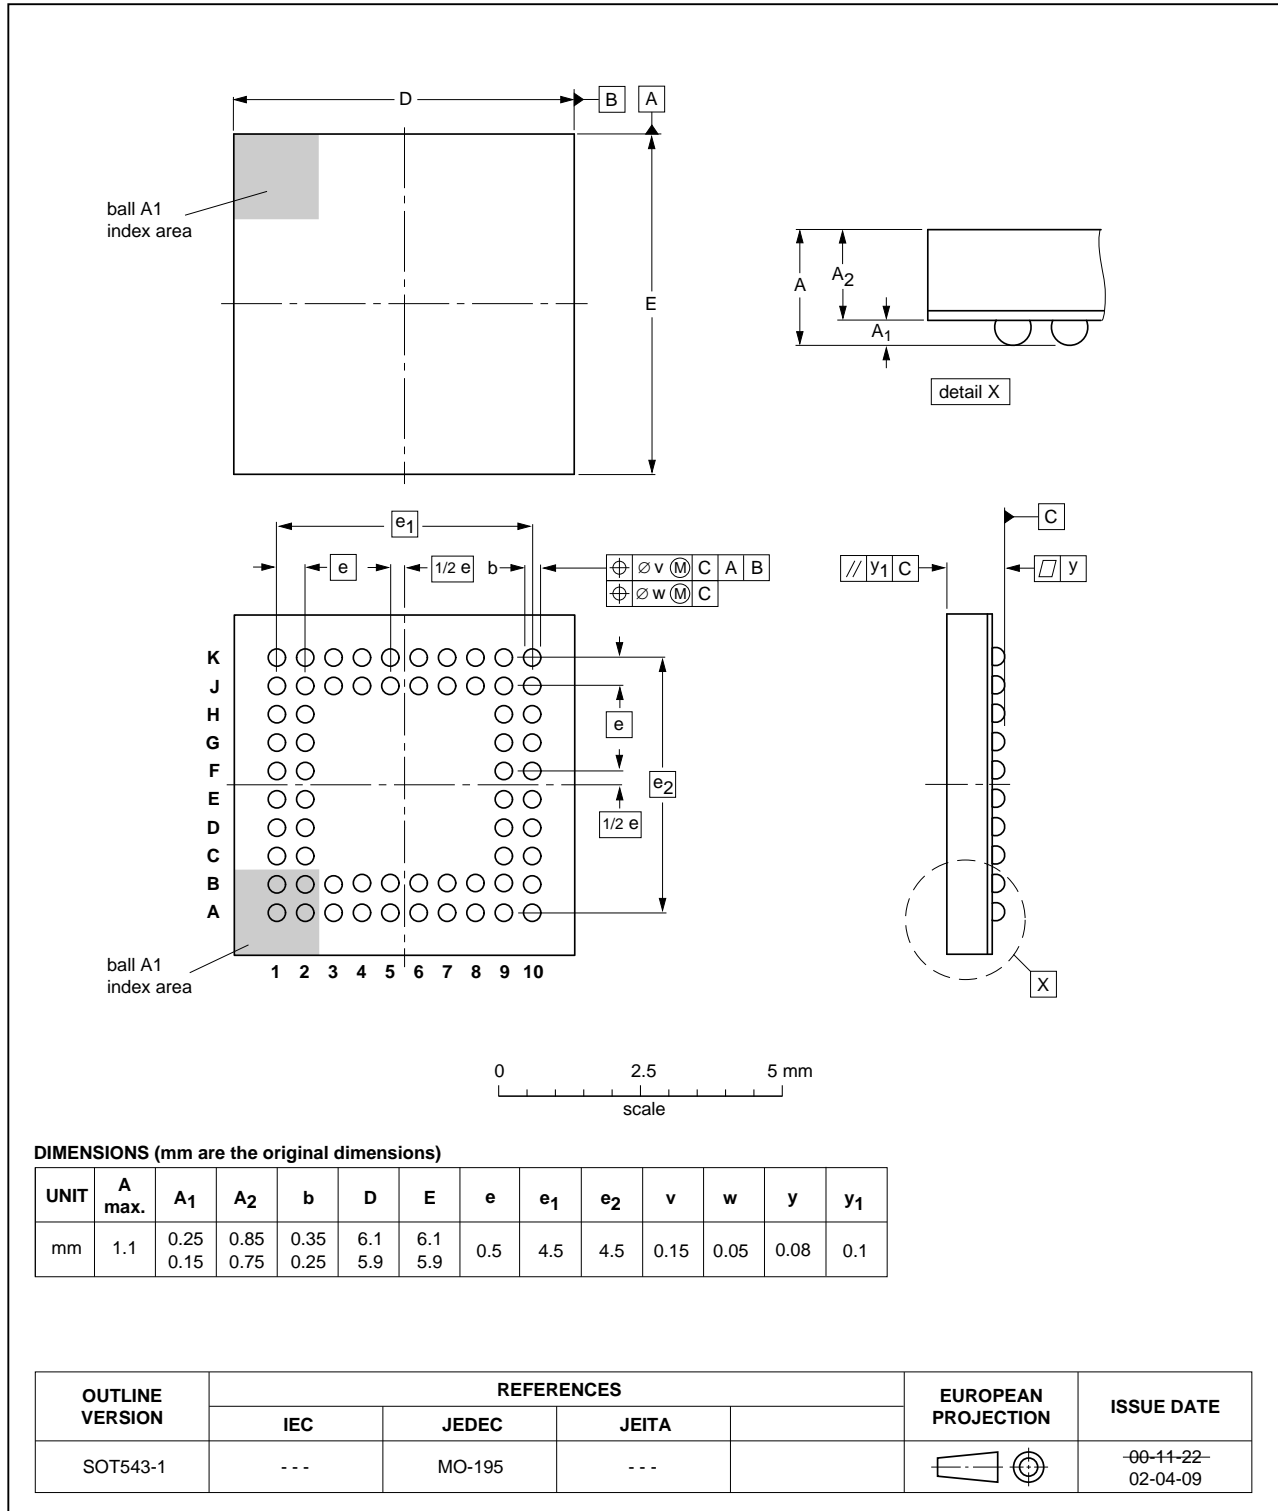 D B A
ball A1
index area
E
A A2
A1
detail X
e1
C
e 1/2 e b ⌖ ⌀ v Ⓜ C A B
⌖ ⌀ w Ⓜ C
// y1 C ▱ y
K
J
H
e
G
F
e2
E
1/2 e
D
C
B
A
ball A1
index area
1 2 3 4 5 6 7 8 9 10
X
0 2.5 5 mm
scale
DIMENSIONS (mm are the original dimensions)
UNIT A max. A1 A2 b D E e e1 e2 v w y y1
mm 1.1 0.25 0.15 0.85 0.75 0.35 0.25 6.1 5.9 6.1 5.9 0.5 4.5 4.5 0.15 0.05 0.08 0.1
OUTLINE VERSION REFERENCES EUROPEAN PROJECTION ISSUE DATE
IEC JEDEC JEITA
SOT543-1 - - - MO-195 - - - 00-11-22
02-04-09